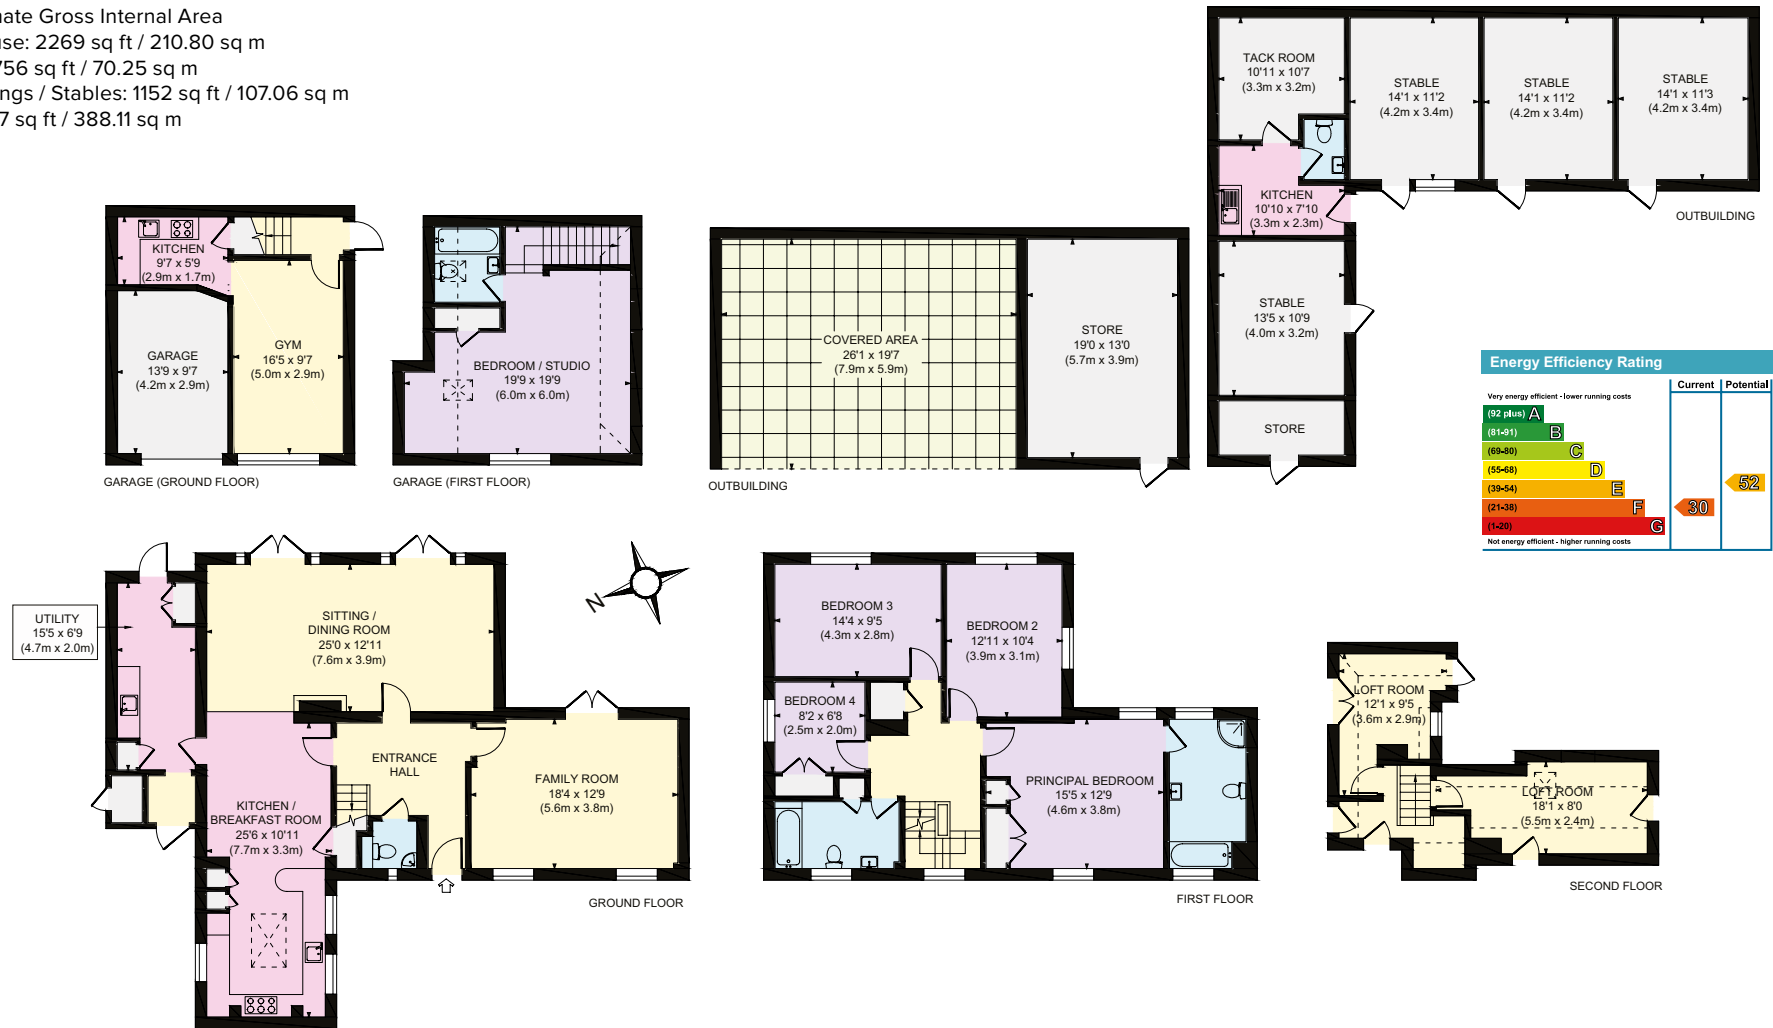 nate Gross Internal Area
use: 2269 sq ft / 210.80 sq m
756 sq ft / 70.25 sq m
ngs / Stables: 1152 sq ft / 107.06 sq m
7 sq ft / 388.11 sq m
TACK ROOM
10'11 x 10'7
(3.3m x 3.2m)
STABLE
14'1 x 11'2
(4.2m x 3.4m)
STABLE
14'1 x 11'2
(4.2m x 3.4m)
STABLE
14'1 x 11'3
(4.2m x 3.4m)
KITCHEN
10'10 x 7'10
(3.3m x 2.3m)
OUTBUILDING
STABLE
13'5 x 10'9
(4.0m x 3.2m)
STORE
KITCHEN
9'7 x 5'9
(2.9m x 1.7m)
GARAGE
13'9 x 9'7
(4.2m x 2.9m)
GYM
16'5 x 9'7
(5.0m x 2.9m)
GARAGE (GROUND FLOOR)
BEDROOM / STUDIO
19'9 x 19'9
(6.0m x 6.0m)
GARAGE (FIRST FLOOR)
COVERED AREA
26'1 x 19'7
(7.9m x 5.9m)
STORE
19'0 x 13'0
(5.7m x 3.9m)
OUTBUILDING
Energy Efficiency Rating
Current Potential
Very energy efficient - lower running costs
(92 plus) A
(81-91) B
(69-80) C
(55-68) D
(39-54) E
(21-38) F
(1-20) G
30
52
Not energy efficient - higher running costs
UTILITY
15'5 x 6'9
(4.7m x 2.0m)
SITTING /
DINING ROOM
25'0 x 12'11
(7.6m x 3.9m)
N
ENTRANCE
HALL
FAMILY ROOM
18'4 x 12'9
(5.6m x 3.8m)
KITCHEN /
BREAKFAST ROOM
25'6 x 10'11
(7.7m x 3.3m)
GROUND FLOOR
BEDROOM 3
14'4 x 9'5
(4.3m x 2.8m)
BEDROOM 2
12'11 x 10'4
(3.9m x 3.1m)
BEDROOM 4
8'2 x 6'8
(2.5m x 2.0m)
PRINCIPAL BEDROOM
15'5 x 12'9
(4.6m x 3.8m)
FIRST FLOOR
LOFT ROOM
12'1 x 9'5
(3.6m x 2.9m)
LOFT ROOM
18'1 x 8'0
(5.5m x 2.4m)
SECOND FLOOR